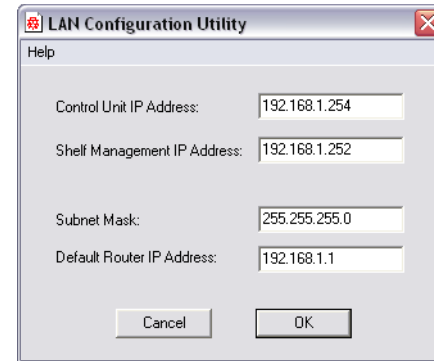 LAN Configuration Utility
Help
Control Unit IP Address: 192.168.1.254
Shelf Management IP Address: 192.168.1.252
Subnet Mask: 255.255.255.0
Default Router IP Address: 192.168.1.1
Cancel OK